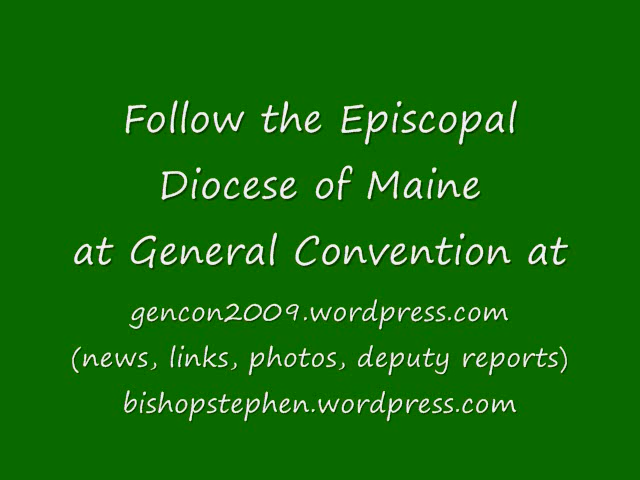 Follow the Episcopal
Diocese of Maine
at General Convention at
gencon2009.wordpress.com
(news, links, photos, deputy reports)
bishopstephen.wordpress.com